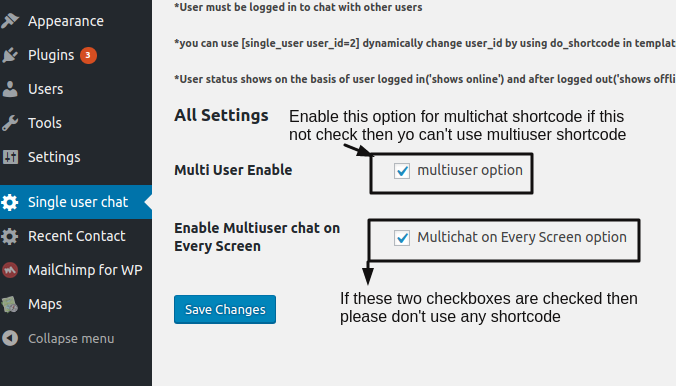 *User must be logged in to chat with other users
Appearance
*you can use [single_user user_id=2] dynamically change user_id by using do_shortcode in templat
Plugins 3
*User status shows on the basis of user logged in('shows online') and after logged out('shows offli
Users
Tools
Settings
Single user chat
Recent Contact
MailChimp for WP
Maps
Collapse menu
All Settings
Enable this option for multichat shortcode if this
not check then yo can't use multiuser shortcode
Multi User Enable
multiuser option
Enable Multiuser chat on
Every Screen
Multichat on Every Screen option
If these two checkboxes are checked then
please don't use any shortcode
Save Changes